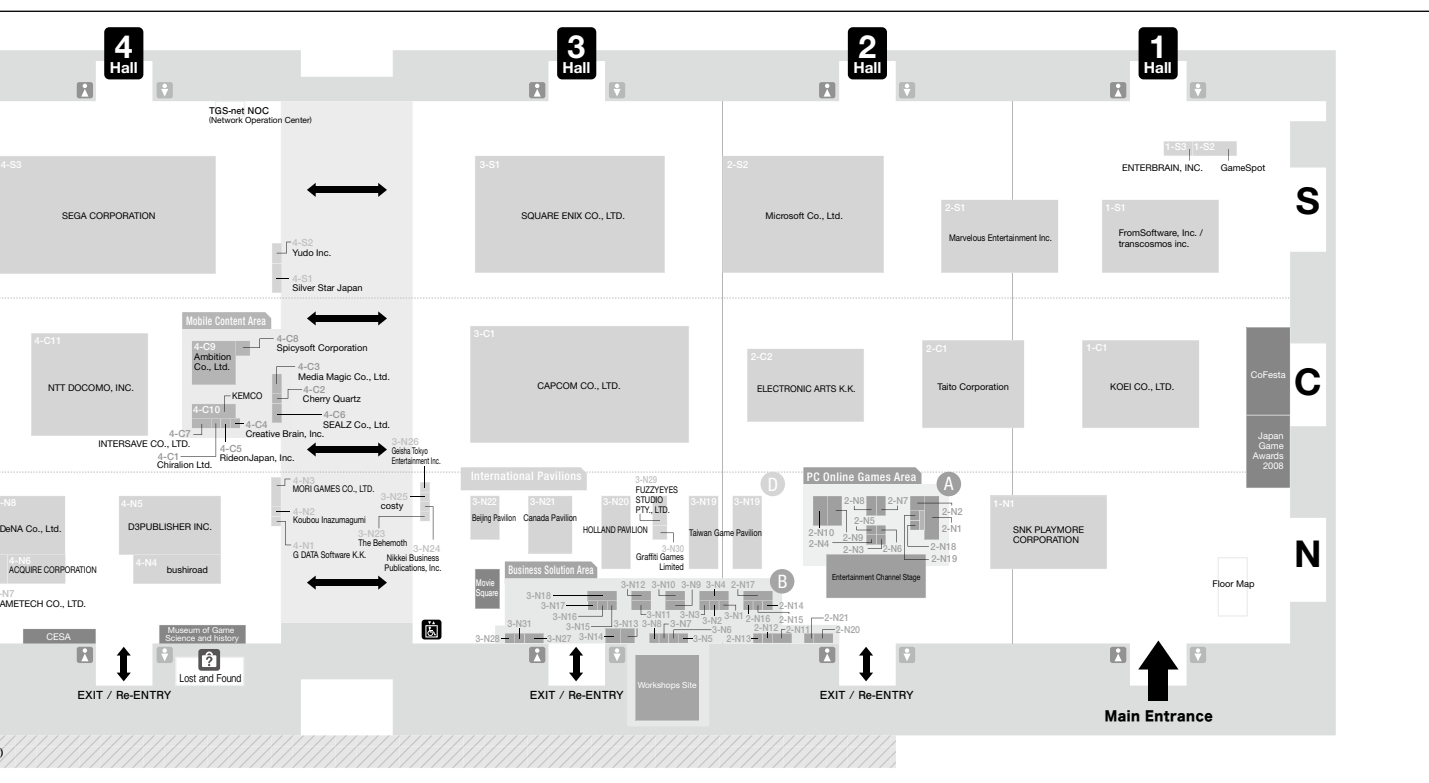 4
Hall
3
Hall
2
Hall
1
Hall
TGS-net NOC
(Network Operation Center)
4-S3
SEGA CORPORATION
4-S2
Yudo Inc.
4-S1
Silver Star Japan
3-S1
SQUARE ENIX CO., LTD.
2-S2
Microsoft Co., Ltd.
2-S1
Marvelous Entertainment Inc.
1-S3
1-S2
ENTERBRAIN, INC.
GameSpot
1-S1
FromSoftware, Inc. /
transcosmos inc.
S
4-C11
NTT DOCOMO, INC.
Mobile Content Area
4-C9
Ambition
Co., Ltd.
4-C8
Spicysoft Corporation
4-C3
Media Magic Co., Ltd.
4-C2
Cherry Quartz
4-C6
SEALZ Co., Ltd.
KEMCO
4-C10
4-C4
Creative Brain, Inc.
4-C7
INTERSAVE CO., LTD.
4-C5
RideonJapan, Inc.
4-C1
Chiralion Ltd.
3-C1
CAPCOM CO., LTD.
2-C2
ELECTRONIC ARTS K.K.
2-C1
Taito Corporation
1-C1
KOEI CO., LTD.
CoFesta
C
Japan
Game
Awards
2008
-N8
DeNA Co., Ltd.
4-N6
ACQUIRE CORPORATION
-N7
AMETECH CO., LTD.
4-N5
D3PUBLISHER INC.
4-N4
bushiroad
4-N3
MORI GAMES CO., LTD.
4-N2
Koubou Inazumagumi
4-N1
G DATA Software K.K.
3-N26
Geisha Tokyo
Entertainment Inc.
3-N25
costy
3-N23
The Behemoth
3-N24
Nikkei Business
Publications, Inc.
International Pavilions
D
3-N22
Beijing Pavilion
3-N21
Canada Pavilion
3-N20
HOLLAND PAVILION
3-N29
FUZZYEYES
STUDIO
PTY., LTD.
3-N30
Graffiti Games
Limited
3-N19
3-N19
Taiwan Game Pavilion
PC Online Games Area
A
2-N8
2-N7
2-N2
2-N1
2-N5
2-N10
2-N9
2-N4
2-N3
2-N6
2-N18
2-N19
Entertainment Channel Stage
1-N1
SNK PLAYMORE
CORPORATION
N
Floor Map
Movie
Square
Business Solution Area
B
3-N12
3-N10
3-N9
3-N4
2-N17
3-N18
3-N17
3-N16
3-N11
3-N3
3-N1
3-N2
2-N16
2-N14
2-N15
3-N15
3-N31
3-N14
3-N13
3-N8
3-N7
3-N6
3-N5
3-N28
3-N27
2-N12
2-N11
2-N13
2-N21
2-N20
CESA
Museum of Game
Science and history
?
Lost and Found
EXIT / Re-ENTRY
EXIT / Re-ENTRY
Workshops Site
EXIT / Re-ENTRY
Main Entrance
)